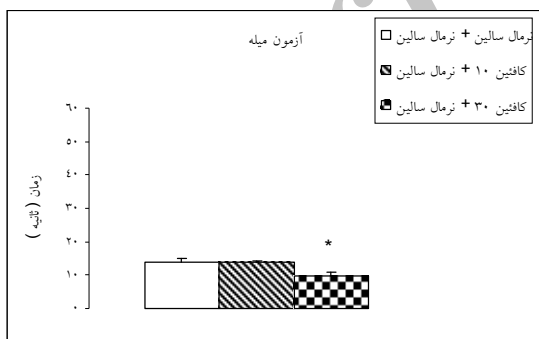 آزمون میله
نرمال سالین + نرمال سالین
کافئین ۱۰ + نرمال سالین
کافئین ۳۰ + نرمال سالین
زمان ( ثانیه )
۶۰
۵۰
۴۰
۳۰
۲۰
۱۰
۰
*